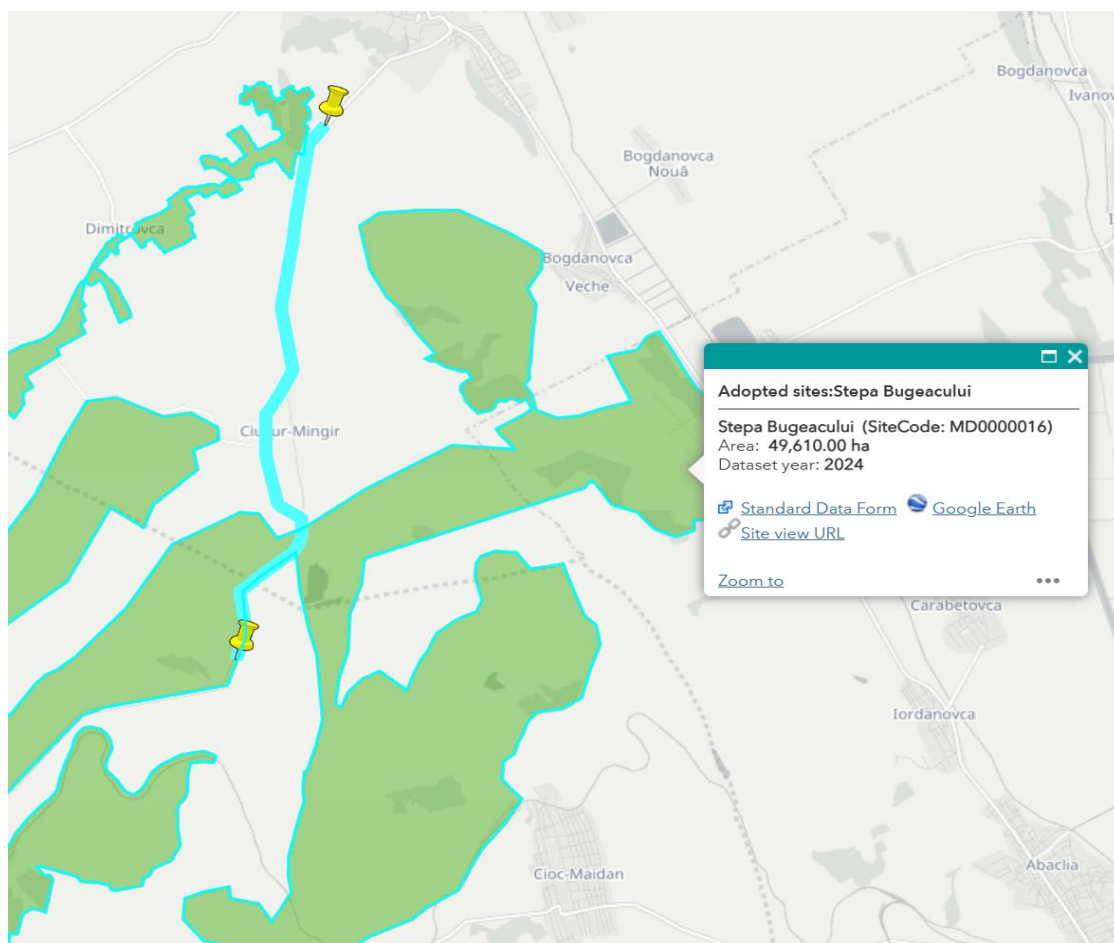 Bogdanovca
Ivanov
Bogdanovca
Nouă
Dimitrovca
Bogdanovca
Veche
Adopted sites:Stepa Bugeacului
Stepa Bugeacului (SiteCode: MD0000016)
Area: 49,610.00 ha
Dataset year: 2024
Standard Data Form Google Earth
Site view URL
Zoom to
Carabetovca
Iordanovca
Cioc-Maidan
Abaclia